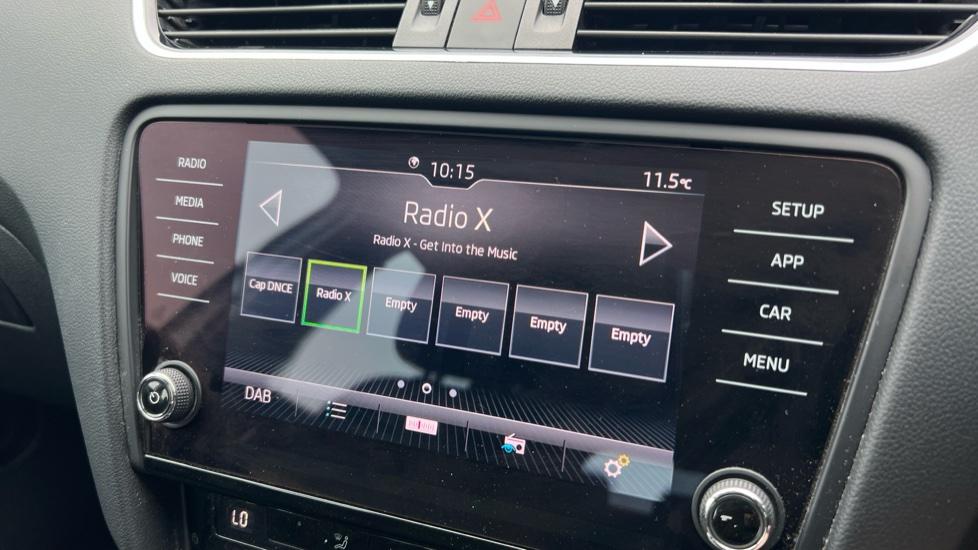 RADIO
MEDIA
PHONE
VOICE
10:15
11.5°C
Radio X
Radio X - Get Into the Music
Cap DNCE
Radio X
Empty
Empty
Empty
Empty
DAB
SETUP
APP
CAR
MENU
LO